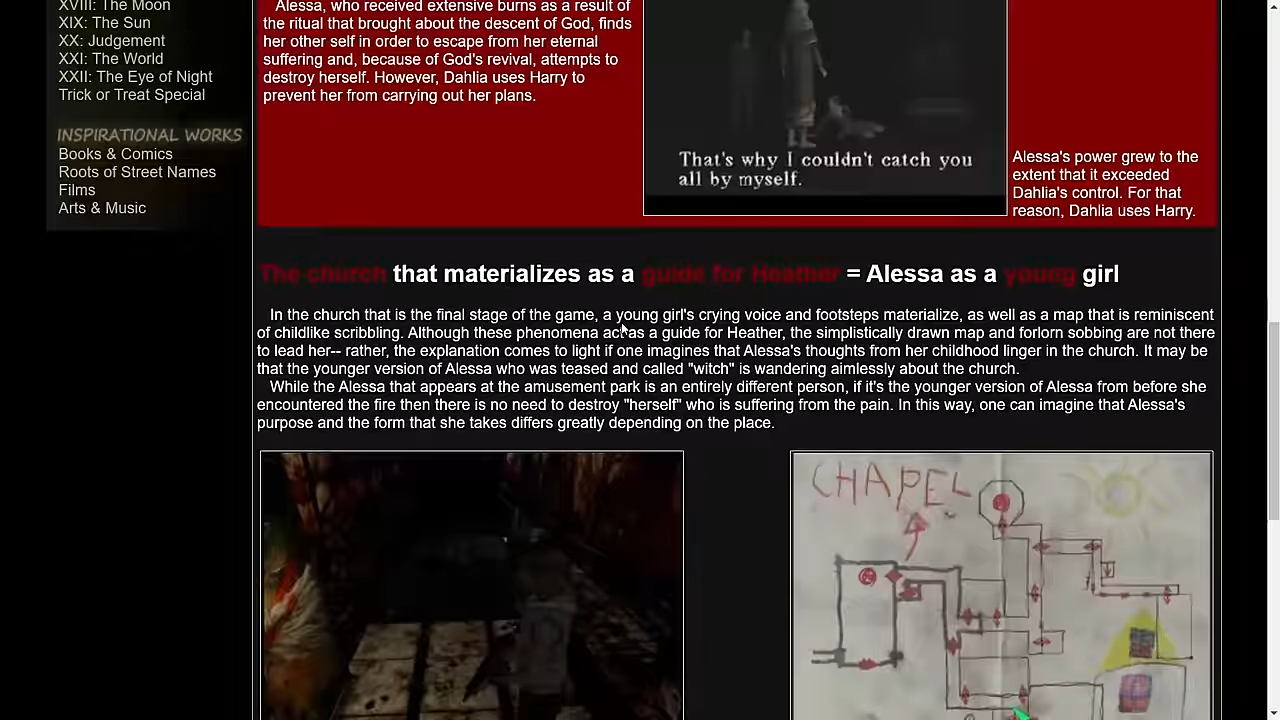 XVIII: The Moon
XIX: The Sun
XX: Judgement
XXI: The World
XXII: The Eye of Night
Trick or Treat Special
INSPIRATIONAL WORKS
Books & Comics
Roots of Street Names
Films
Arts & Music
Alessa, who received extensive burns as a result of
the ritual that brought about the descent of God, finds
her other self in order to escape from her eternal
suffering and, because of God's revival, attempts to
destroy herself. However, Dahlia uses Harry to
prevent her from carrying out her plans.
That's why I couldn't catch you
all by myself.
Alessa's power grew to the
extent that it exceeded
Dahlia's control. For that
reason, Dahlia uses Harry.
The church that materializes as a guide for Heather = Alessa as a young girl
In the church that is the final stage of the game, a young girl's crying voice and footsteps materialize, as well as a map that is reminiscent
of childlike scribbling. Although these phenomena act as a guide for Heather, the simplistically drawn map and forlorn sobbing are not there
to lead her-- rather, the explanation comes to light if one imagines that Alessa's thoughts from her childhood linger in the church. It may be
that the younger version of Alessa who was teased and called "witch" is wandering aimlessly about the church.
While the Alessa that appears at the amusement park is an entirely different person, if it's the younger version of Alessa from before she
encountered the fire then there is no need to destroy "herself" who is suffering from the pain. In this way, one can imagine that Alessa's
purpose and the form that she takes differs greatly depending on the place.
CHAPEL